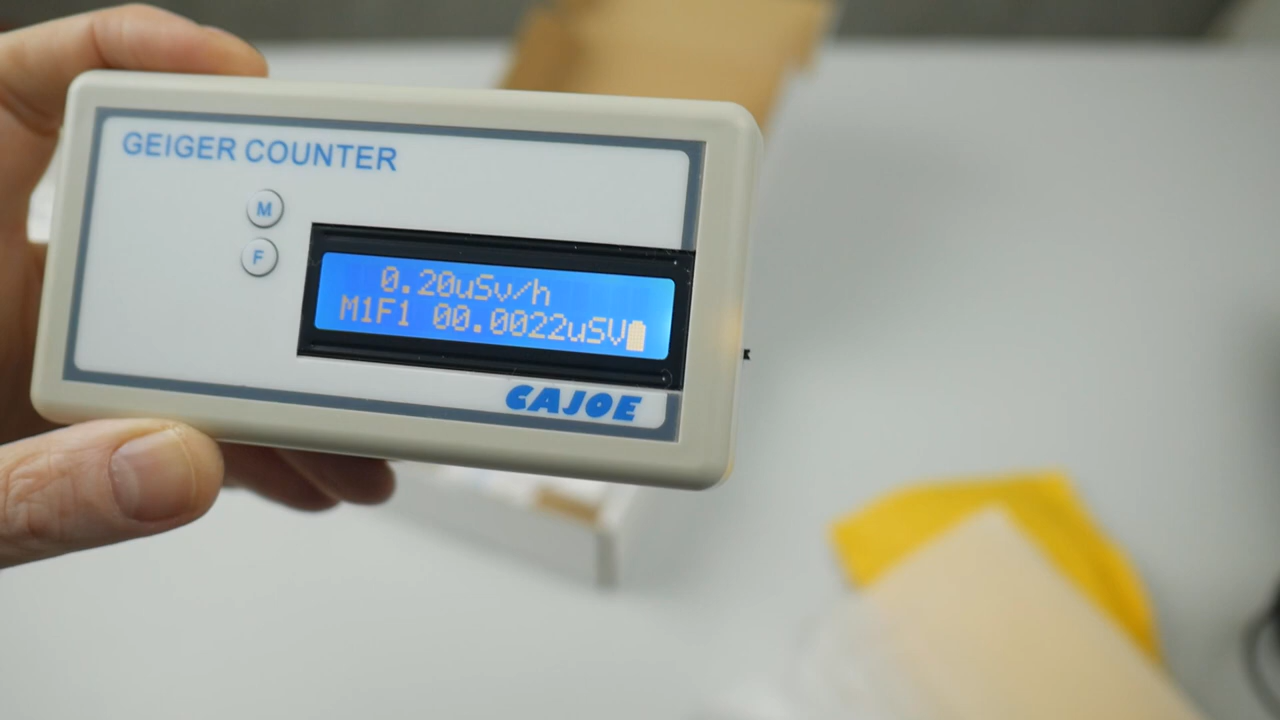 GEIGER COUNTER
M
F
0.20uSv/h
M1F1 00.0022uSV
CAJOE